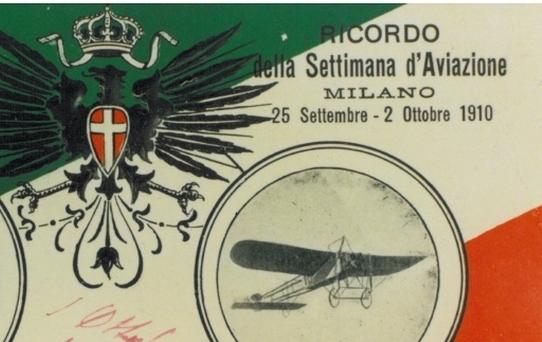 RICORDO
della Settimana d'Aviazione
MILANO
25 Settembre - 2 Ottobre 1910